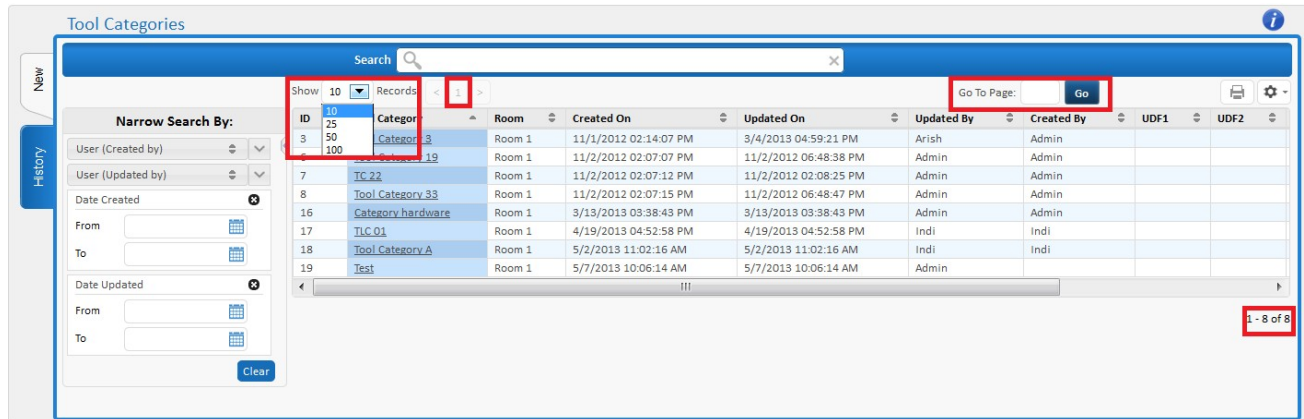 Tool Categories
New
History
Search
Show 10 Records < 1 >
10
25
50
100
Go To Page: Go
Narrow Search By:
User (Created by)
User (Updated by)
Date Created
From
To
Date Updated
From
To
Clear
ID Category Room Created On Updated On Updated By Created By UDF1 UDF2
3 Category 3 Room 1 11/1/2012 02:14:07 PM 3/4/2013 04:59:21 PM Arish Admin
Tool Category 19 Room 1 11/2/2012 02:07:07 PM 11/2/2012 06:48:38 PM Admin Admin
7 TC 22 Room 1 11/2/2012 02:07:12 PM 11/2/2012 02:08:25 PM Admin Admin
8 Tool Category 33 Room 1 11/2/2012 02:07:15 PM 11/2/2012 06:48:47 PM Admin Admin
16 Category hardware Room 1 3/13/2013 03:38:43 PM 3/13/2013 03:38:43 PM Admin Admin
17 TLC 01 Room 1 4/19/2013 04:52:58 PM 4/19/2013 04:52:58 PM Indi Indi
18 Tool Category A Room 1 5/2/2013 11:02:16 AM 5/2/2013 11:02:16 AM Indi Indi
19 Test Room 1 5/7/2013 10:06:14 AM 5/7/2013 10:06:14 AM Admin
1 - 8 of 8